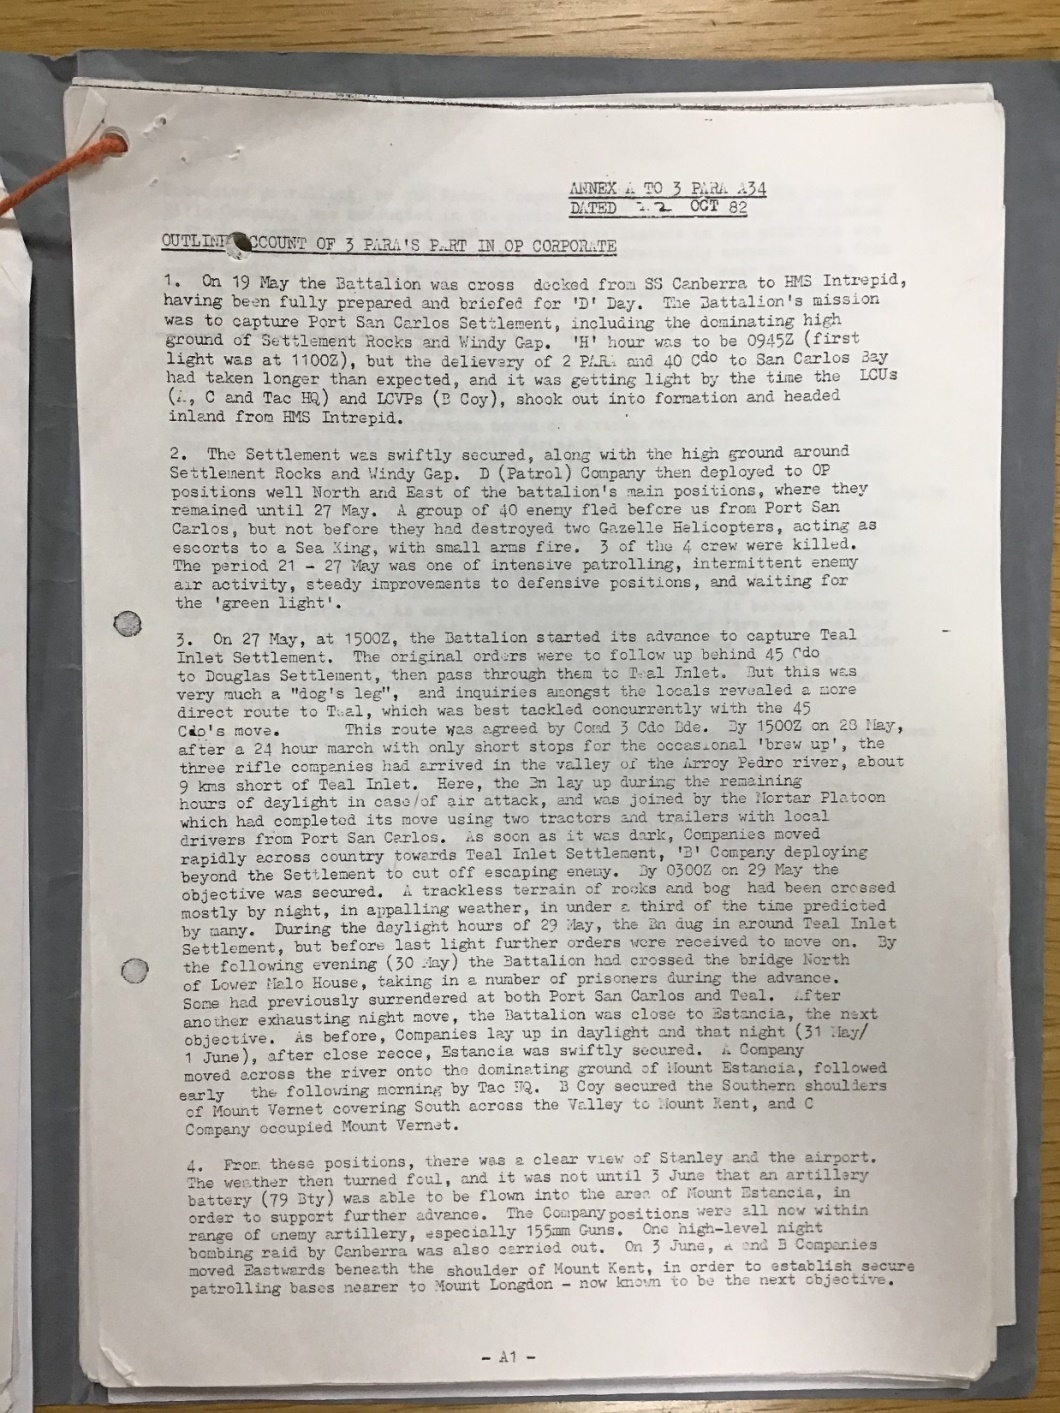 ANNEX A TO 3 PARA A34
DATED 22 OCT 82
OUTLINE ACCOUNT OF 3 PARA'S PART IN OP CORPORATE
1. On 19 May the Battalion was cross decked from SS Canberra to HMS Intrepid,
having been fully prepared and briefed for 'D' Day. The Battalion's mission
was to capture Port San Carlos Settlement, including the dominating high
ground of Settlement Rocks and Windy Gap. 'H' hour was to be 0945Z (first
light was at 1100Z), but the delievery of 2 PARA and 40 Cdo to San Carlos Bay
had taken longer than expected, and it was getting light by the time the LCUs
(A, C and Tac HQ) and LCVPs (B Coy), shook out into formation and headed
inland from HMS Intrepid.
2. The Settlement was swiftly secured, along with the high ground around
Settlement Rocks and Windy Gap. D (Patrol) Company then deployed to OP
positions well North and East of the battalion's main positions, where they
remained until 27 May. A group of 40 enemy fled before us from Port San
Carlos, but not before they had destroyed two Gazelle Helicopters, acting as
escorts to a Sea King, with small arms fire. 3 of the 4 crew were killed.
The period 21 - 27 May was one of intensive patrolling, intermittent enemy
air activity, steady improvements to defensive positions, and waiting for
the 'green light'.
3. On 27 May, at 1500Z, the Battalion started its advance to capture Teal
Inlet Settlement. The original orders were to follow up behind 45 Cdo
to Douglas Settlement, then pass through them to Teal Inlet. But this was
very much a "dog's leg", and inquiries amongst the locals revealed a more
direct route to Teal, which was best tackled concurrently with the 45
Cdo's move. This route was agreed by Comd 3 Cdo Bde. By 1500Z on 28 May,
after a 24 hour march with only short stops for the occasional 'brew up', the
three rifle companies had arrived in the valley of the Arroy Pedro river, about
9 kms short of Teal Inlet. Here, the Bn lay up during the remaining
hours of daylight in case/of air attack, and was joined by the Mortar Platoon
which had completed its move using two tractors and trailers with local
drivers from Port San Carlos. As soon as it was dark, Companies moved
rapidly across country towards Teal Inlet Settlement, 'B' Company deploying
beyond the Settlement to cut off escaping enemy. By 0300Z on 29 May the
objective was secured. A trackless terrain of rocks and bog had been crossed
mostly by night, in appalling weather, in under a third of the time predicted
by many. During the daylight hours of 29 May, the Bn dug in around Teal Inlet
Settlement, but before last light further orders were received to move on. By
the following evening (30 May) the Battalion had crossed the bridge North
of Lower Malo House, taking in a number of prisoners during the advance.
Some had previously surrendered at both Port San Carlos and Teal. After
another exhausting night move, the Battalion was close to Estancia, the next
objective. As before, Companies lay up in daylight and that night (31 May/
1 June), after close recce, Estancia was swiftly secured. A Company
moved across the river onto the dominating ground of Mount Estancia, followed
early the following morning by Tac HQ. B Coy secured the Southern shoulders
of Mount Vernet covering South across the Valley to Mount Kent, and C
Company occupied Mount Vernet.
4. From these positions, there was a clear view of Stanley and the airport.
The weather then turned foul, and it was not until 3 June that an artillery
battery (79 Bty) was able to be flown into the area of Mount Estancia, in
order to support further advance. The Company positions were all now within
range of enemy artillery, especially 155mm Guns. One high-level night
bombing raid by Canberra was also carried out. On 3 June, A and B Companies
moved Eastwards beneath the shoulder of Mount Kent, in order to establish secure
patrolling bases nearer to Mount Longdon - now known to be the next objective.
- A1 -